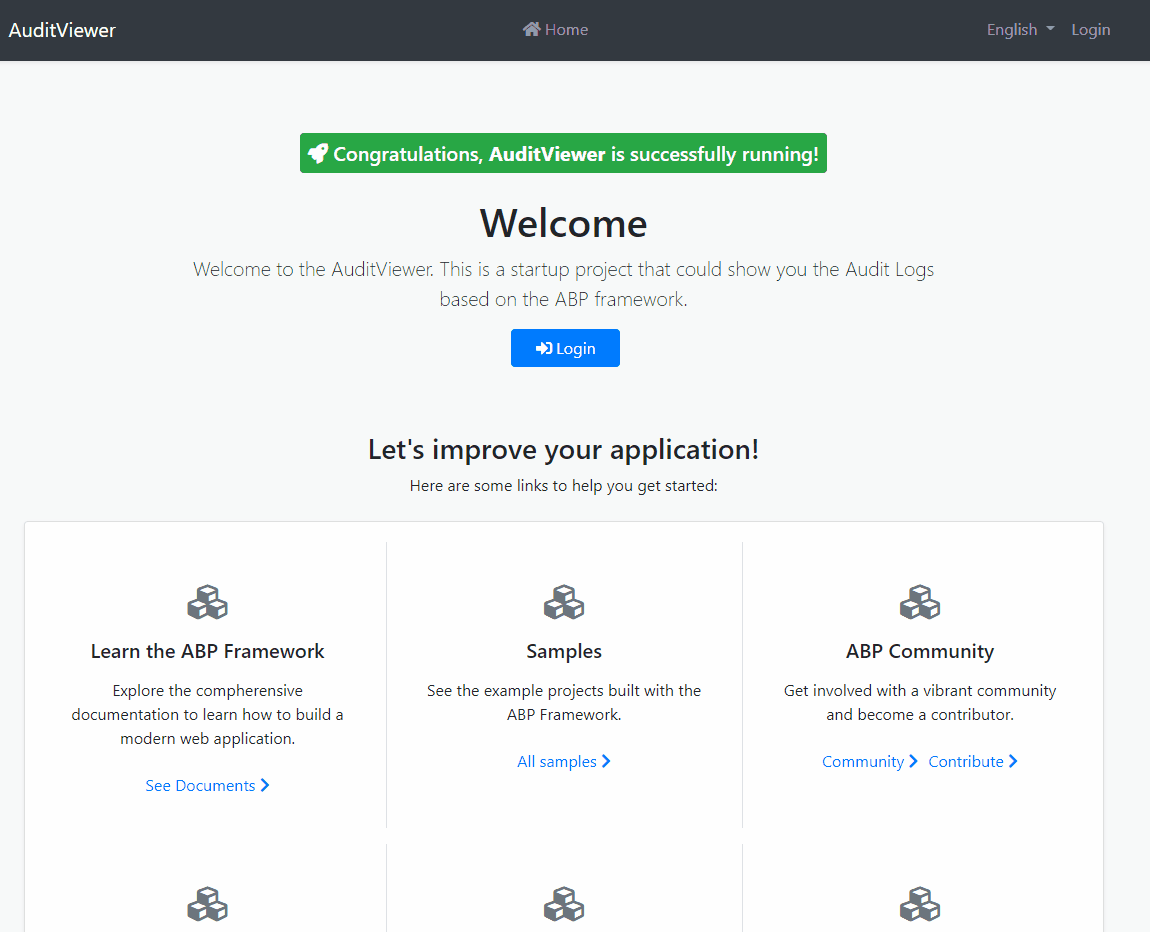 AuditViewer
Home
English
Login
Congratulations, AuditViewer is successfully running!
Welcome
Welcome to the AuditViewer. This is a startup project that could show you the Audit Logs
based on the ABP framework.
Login
Let's improve your application!
Here are some links to help you get started:
Learn the ABP Framework
Explore the compherensive
documentation to learn how to build a
modern web application.
See Documents
Samples
See the example projects built with the
ABP Framework.
All samples
ABP Community
Get involved with a vibrant community
and become a contributor.
Community
Contribute